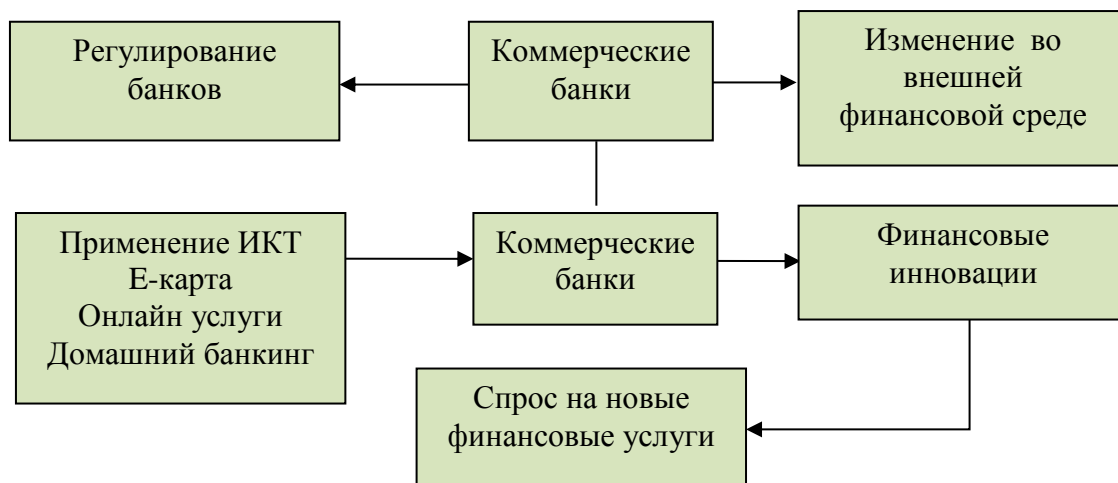 Регулирование
банков
Коммерческие
банки
Изменение во
внешней
финансовой среде
Применение ИКТ
Е-карта
Онлайн услуги
Домашний банкинг
Коммерческие
банки
Финансовые
инновации
Спрос на новые
финансовые услуги